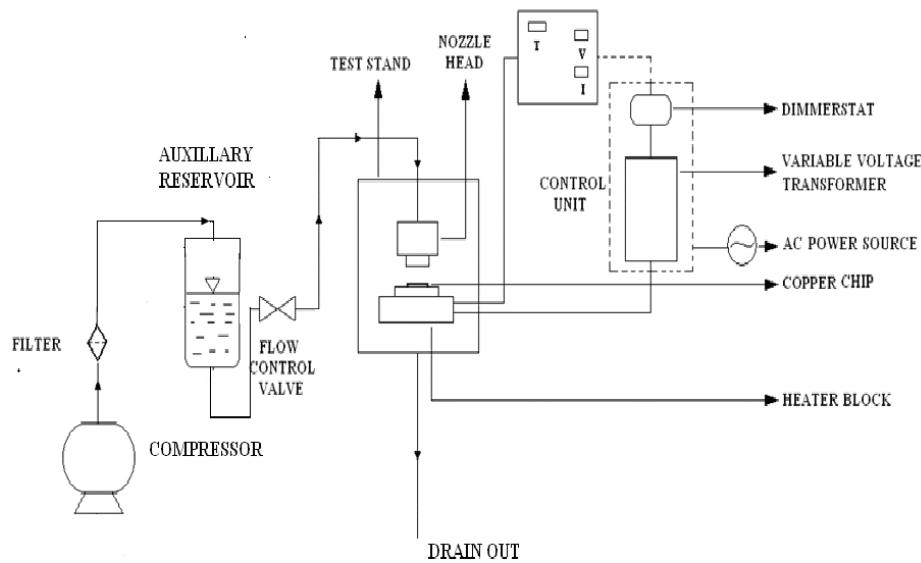 TEST STAND
NOZZLE
HEAD
T
V
I
DIMMERSTAT
AUXILLARY
RESERVOIR
CONTROL
UNIT
VARIABLE VOLTAGE
TRANSFORMER
AC POWER SOURCE
COPPER CHIP
FILTER
FLOW
CONTROL
VALVE
HEATER BLOCK
COMPRESSOR
DRAIN OUT